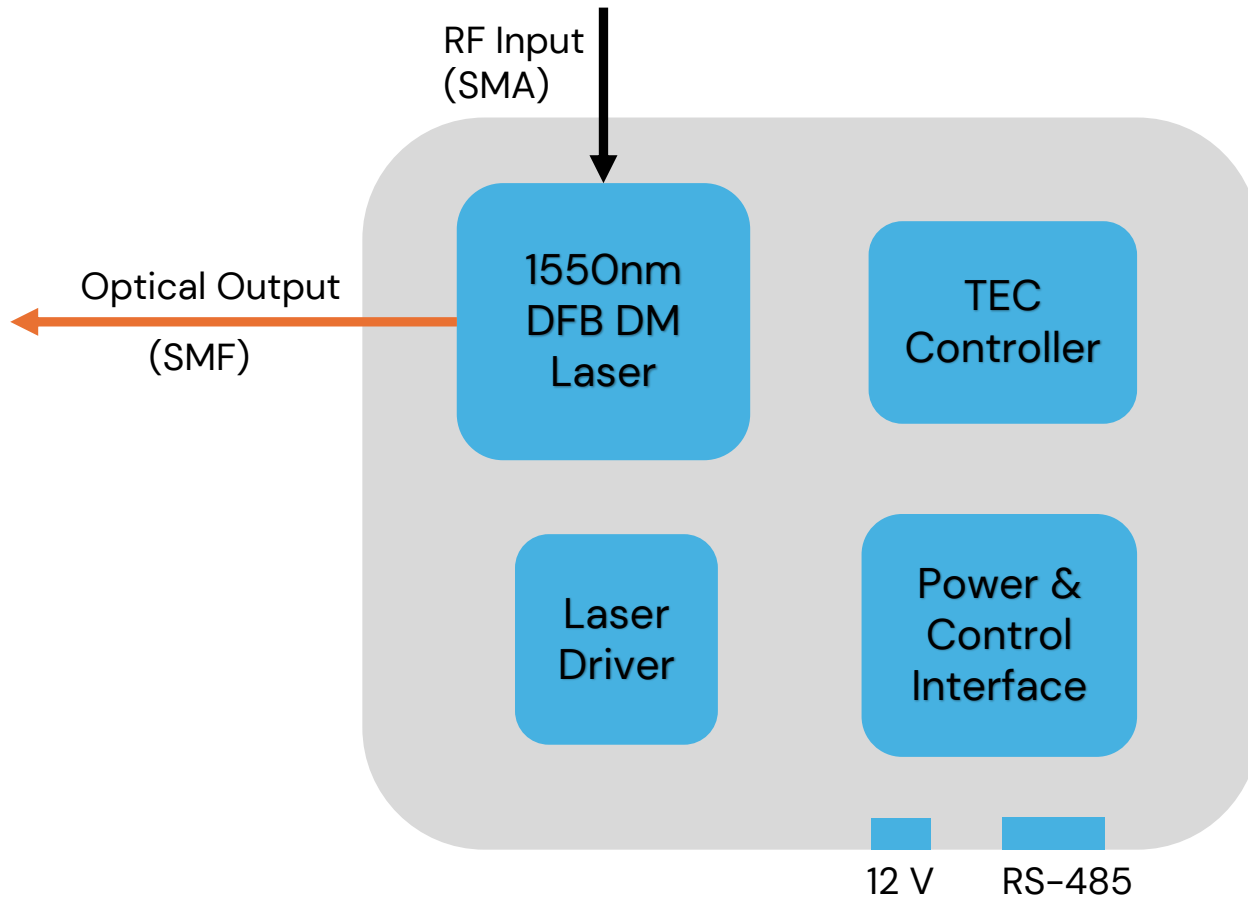 RF Input
(SMA)
1550nm
DFB DM
Laser
TEC
Controller
Optical Output
(SMF)
Laser
Driver
Power &
Control
Interface
12 V
RS-485